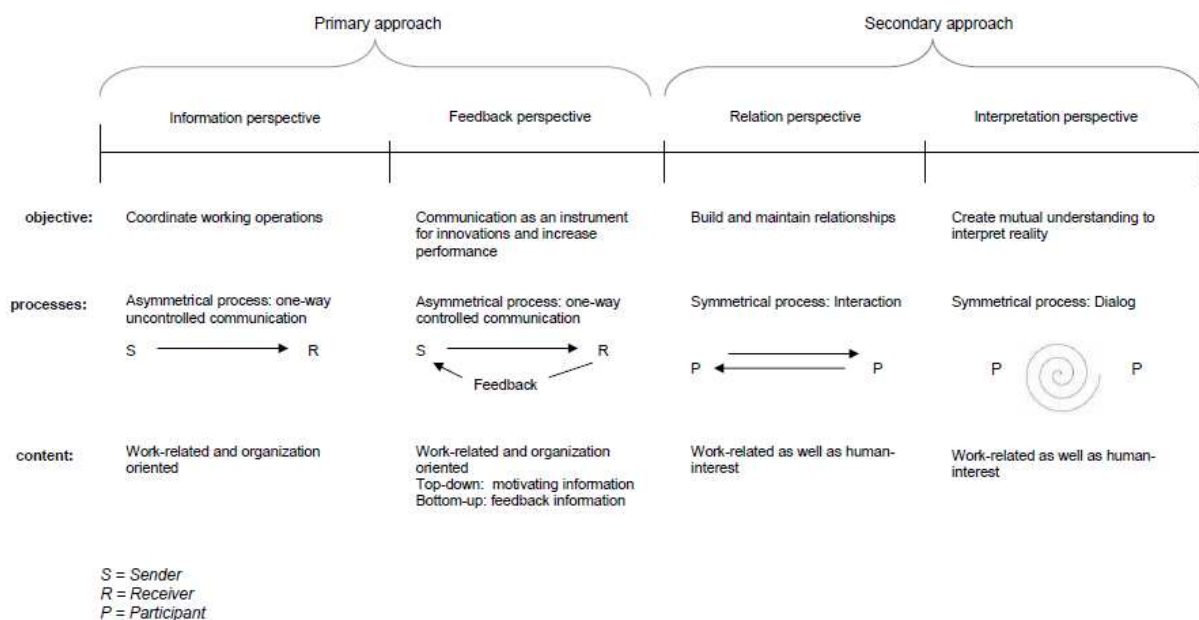 Primary approach
Secondary approach
Information perspective
Feedback perspective
Relation perspective
Interpretation perspective
objective:
Coordinate working operations
Communication as an instrument
for innovations and increase
performance
Build and maintain relationships
Create mutual understanding to
interpret reality
processes:
Asymmetrical process: one-way
uncontrolled communication
S
R
Asymmetrical process: one-way
controlled communication
S
R
Feedback
Symmetrical process: Interaction
P
P
Symmetrical process: Dialog
P
P
content:
Work-related and organization
oriented
Work-related and organization
oriented
Top-down: motivating information
Bottom-up: feedback information
Work-related as well as human-
interest
Work-related as well as human-
interest
S = Sender
R = Receiver
P = Participant